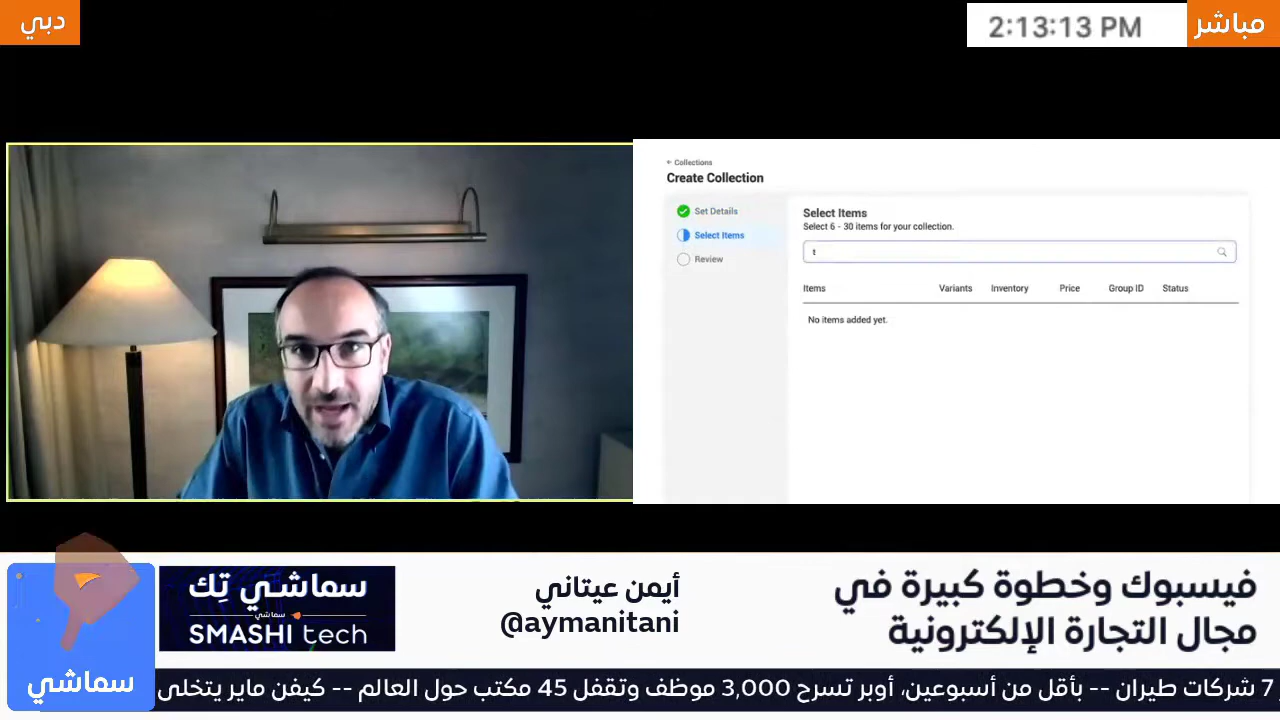 دبي
2:13:13 PM
مباشر
Collections
Create Collection
Set Details
Select Items
Review
Select Items
Select 6 - 30 items for your collection.
t
Items Variants Inventory Price Group ID Status
No items added yet.
فيسبوك وخطوة كبيرة في
مجال التجارة الإلكترونية
أيمن عيتاني
@aymanitani
سماشي تِك
سماشي
SMASHI tech
سماشي
7 شركات طيران -- بأقل من أسبوعين، أوبر تسرح 3,000 موظف وتقفل 45 مكتب حول العالم -- كيفن ماير يتخلى